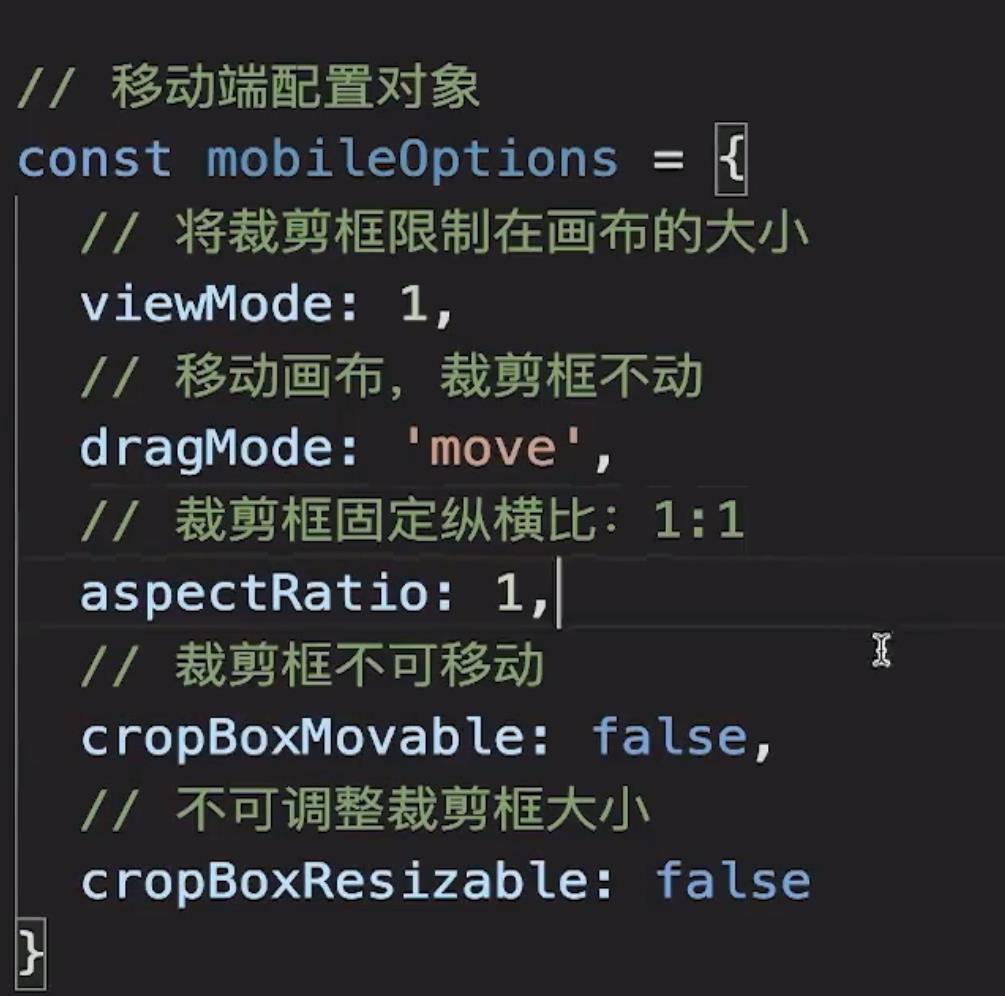 // 移动端配置对象
const mobileOptions = {
// 将裁剪框限制在画布的大小
viewMode: 1,
// 移动画布，裁剪框不动
dragMode: 'move',
// 裁剪框固定纵横比：1:1
aspectRatio: 1,
// 裁剪框不可移动
cropBoxMovable: false,
// 不可调整裁剪框大小
cropBoxResizable: false
}